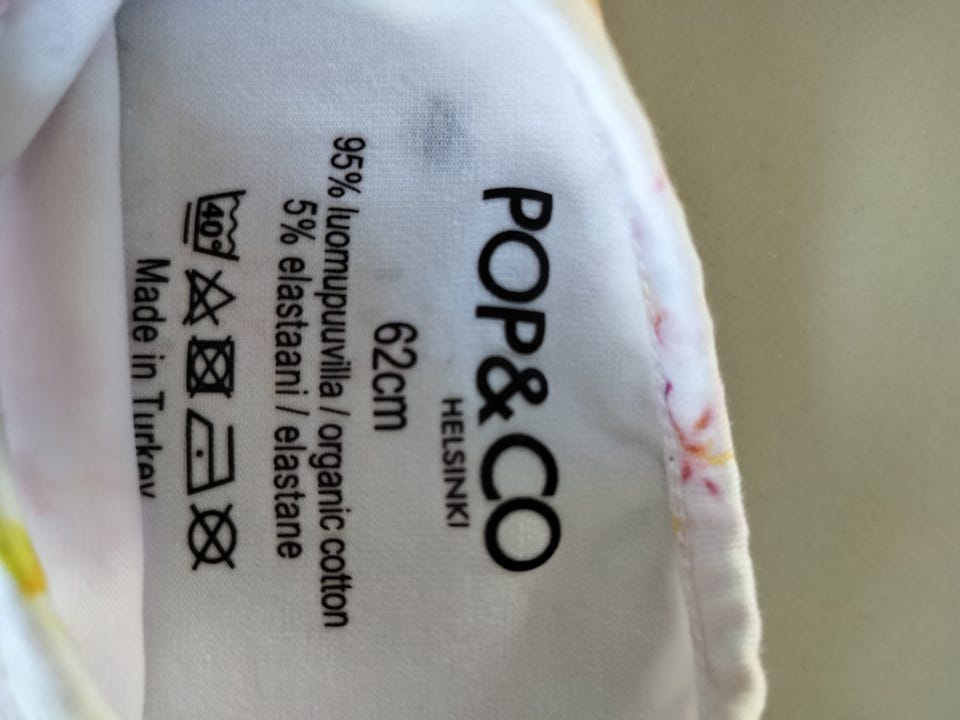 POP&CO
HELSINKI
62cm
95% luomupuuvilla / organic cotton
5% elastaani / elastane
40°
Made in Turkey